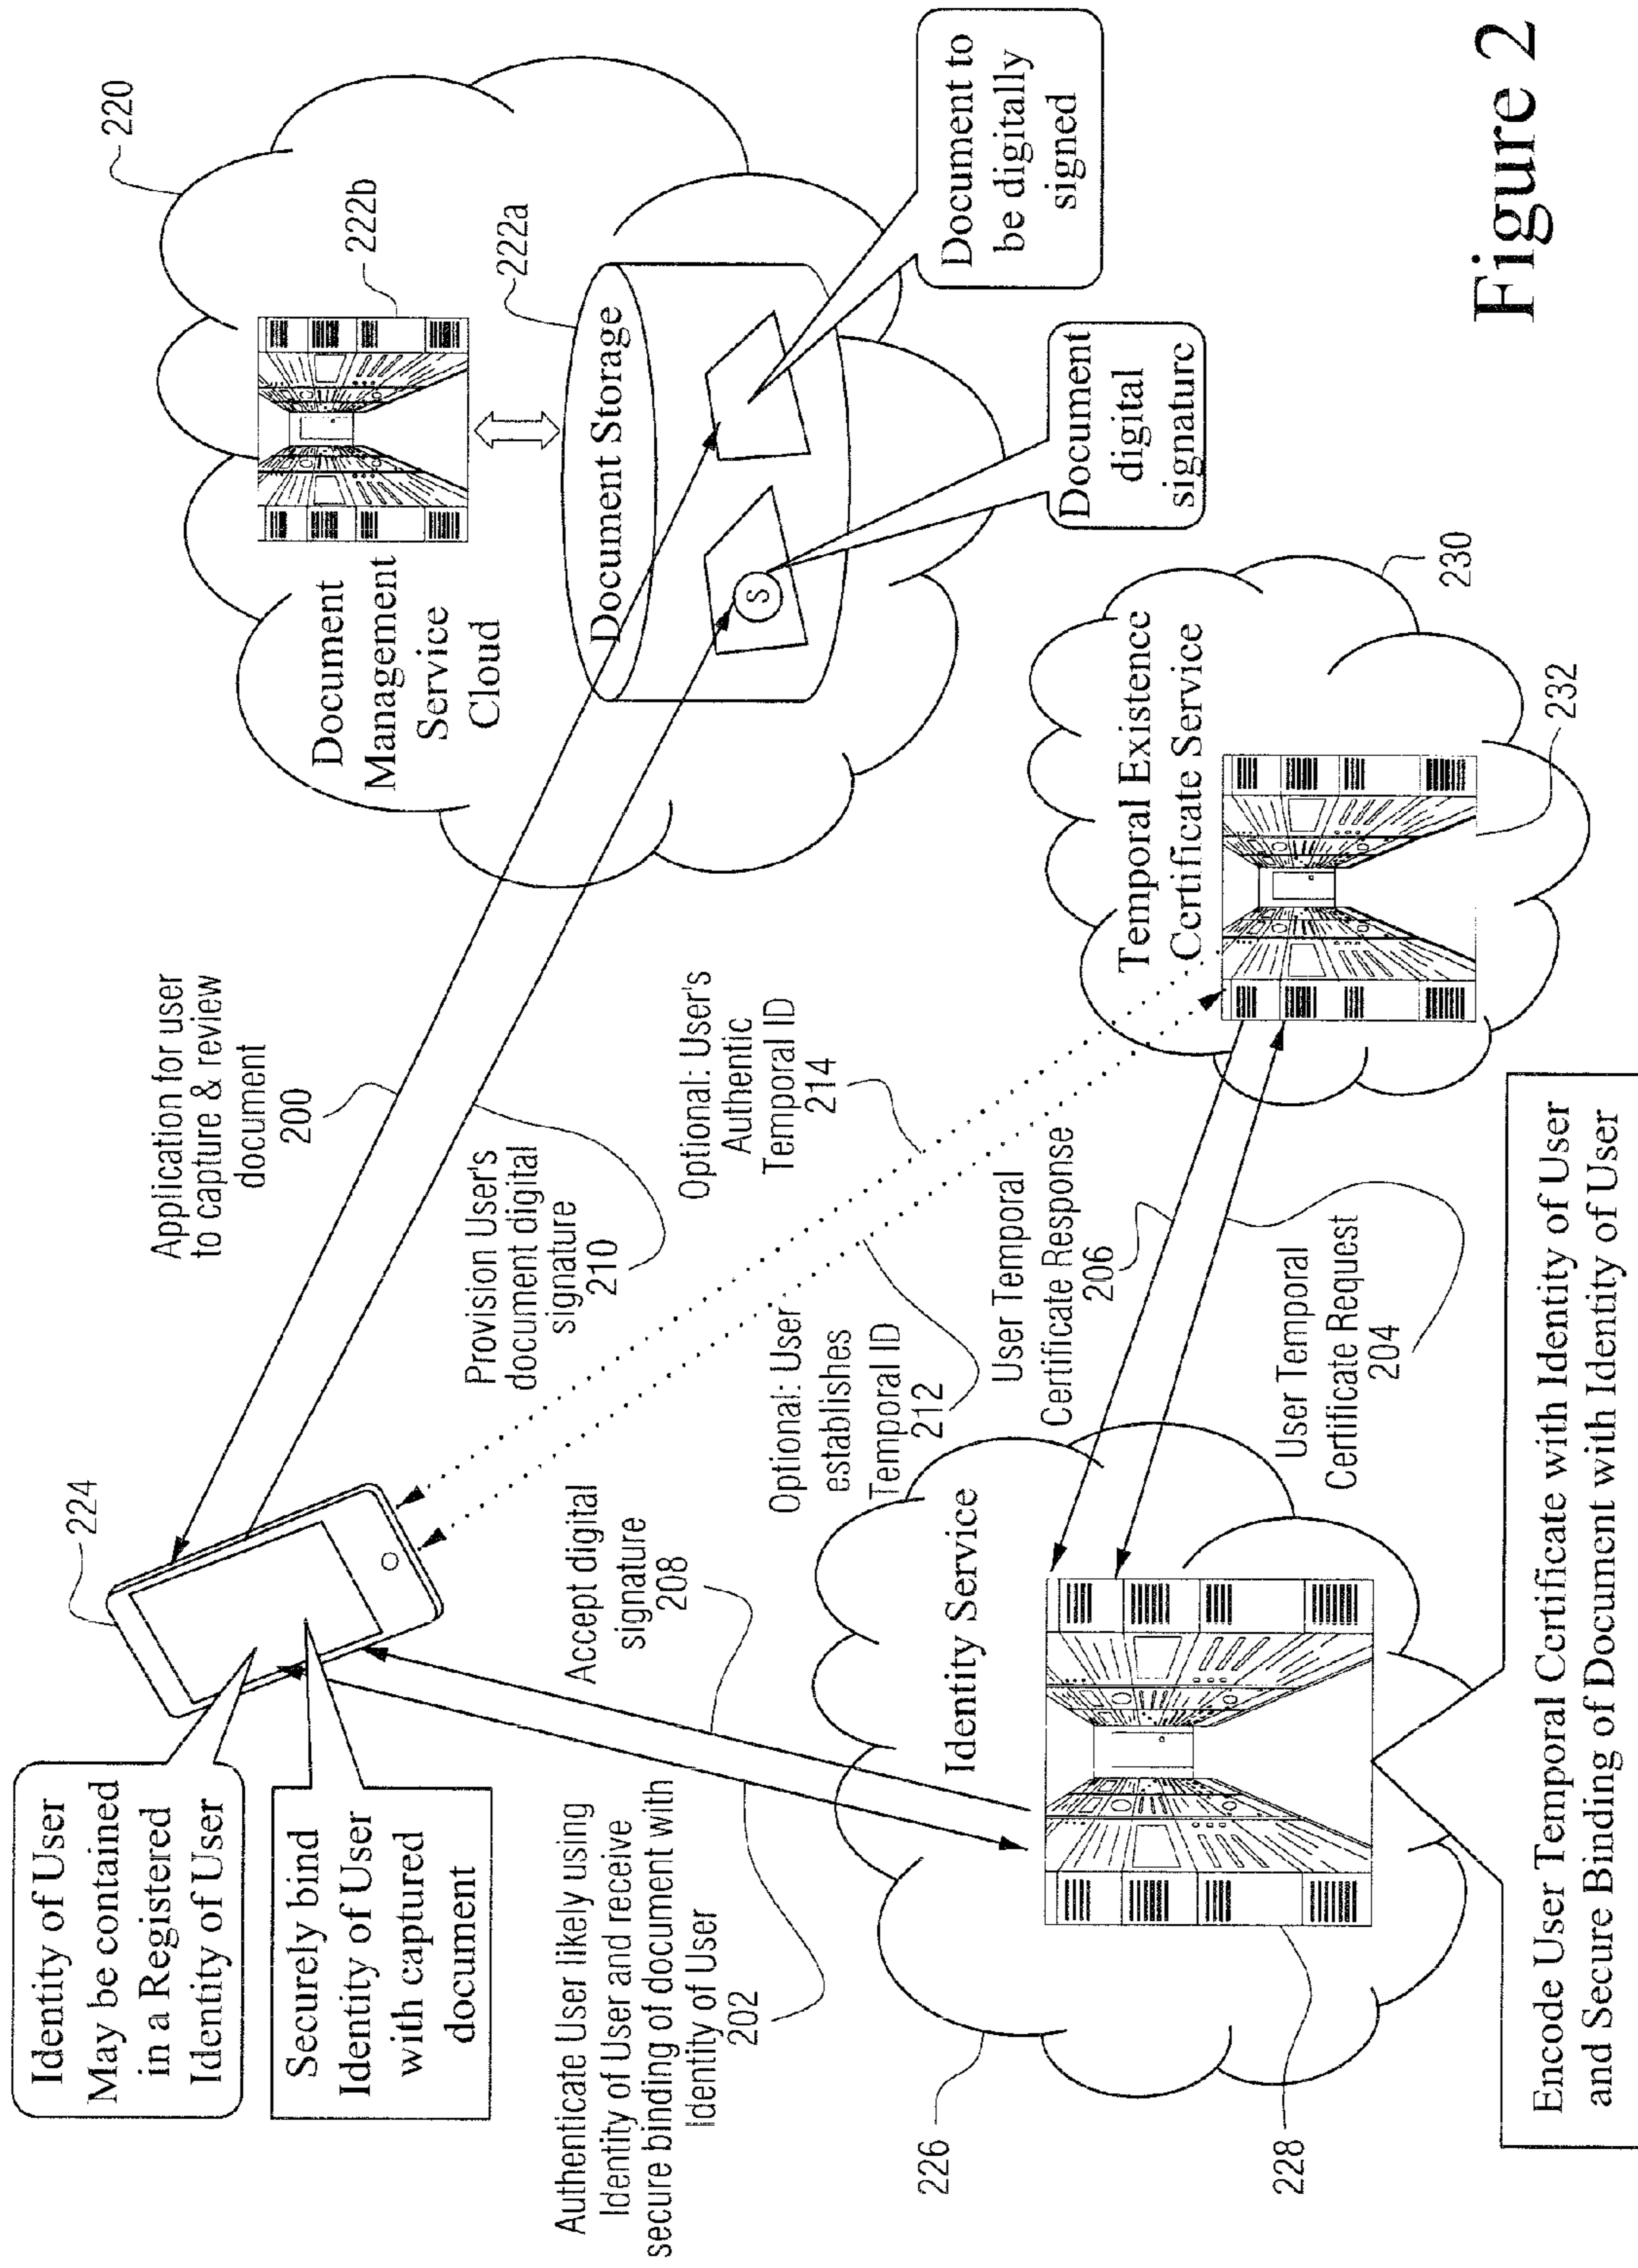 Identity of User
May be contained
in a Registered
Identity of User
Securely bind
Identity of User
with captured
document
224
Application for user
to capture & review
document
200
Provision User's
document digital
signature
210
220
222b
Document
Management
Service
Cloud
222a
Document Storage
S
Document to
be digitally
signed
Document
digital
signature
Authenticate User likely using
Identity of User and receive
secure binding of document with
Identity of User
202
Accept digital
signature
208
Optional: User's
Authentic
Temporal ID
214
Optional: User
establishes
Temporal ID
212
User Temporal
Certificate Response
206
User Temporal
Certificate Request
204
Temporal Existence
Certificate Service
230
232
Identity Service
226
228
Encode User Temporal Certificate with Identity of User
and Secure Binding of Document with Identity of User
Figure 2